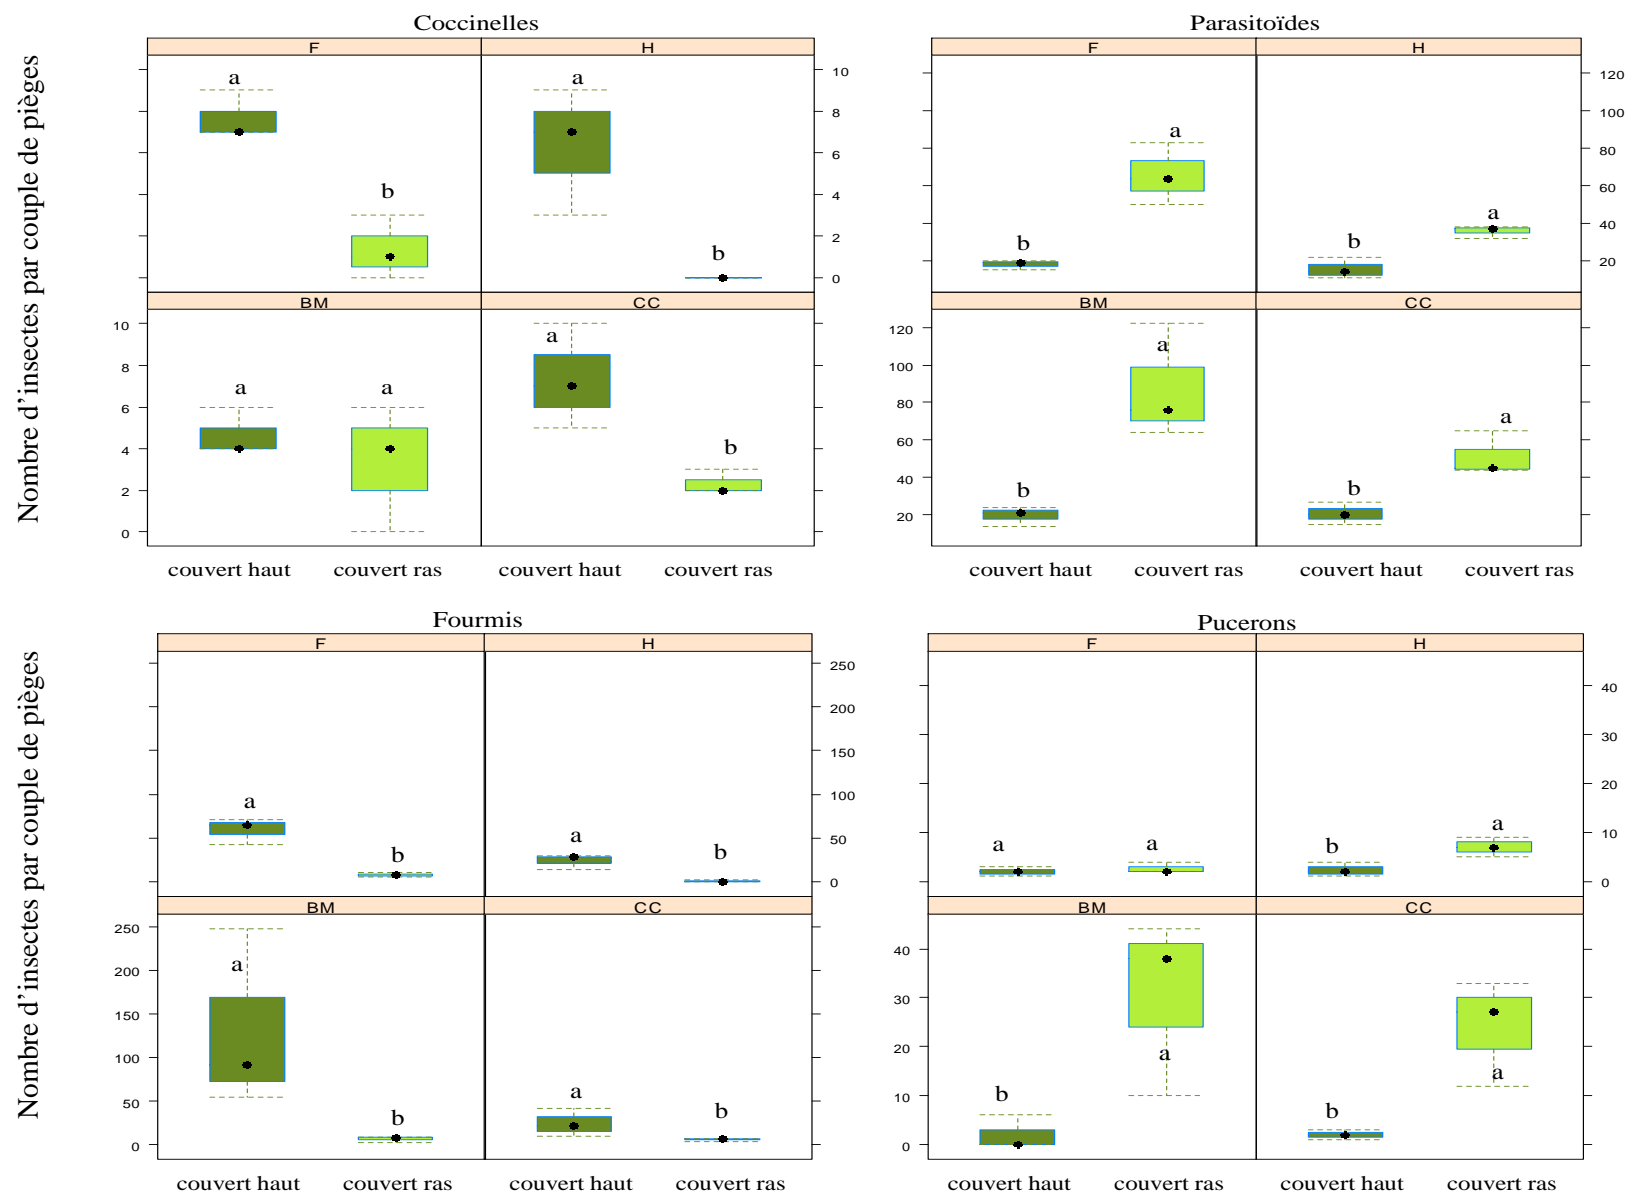 Coccinelles
F H
Nombre d'insectes par couple de pièges
a a b b
10
8
6
4
2
0
BM CC
10
8
6
4
2
0
a a a b
couvert haut couvert ras couvert haut couvert ras
Parasitoïdes
F H
b a b a
120
100
80
60
40
20
BM CC
120
100
80
60
40
20
b a b a
couvert haut couvert ras couvert haut couvert ras
Fourmis
F H
Nombre d'insectes par couple de pièges
a b a b
250
200
150
100
50
0
BM CC
250
200
150
100
50
0
a b a b
couvert haut couvert ras couvert haut couvert ras
Pucerons
F H
a a b a
40
30
20
10
0
BM CC
40
30
20
10
0
b a b a
couvert haut couvert ras couvert haut couvert ras